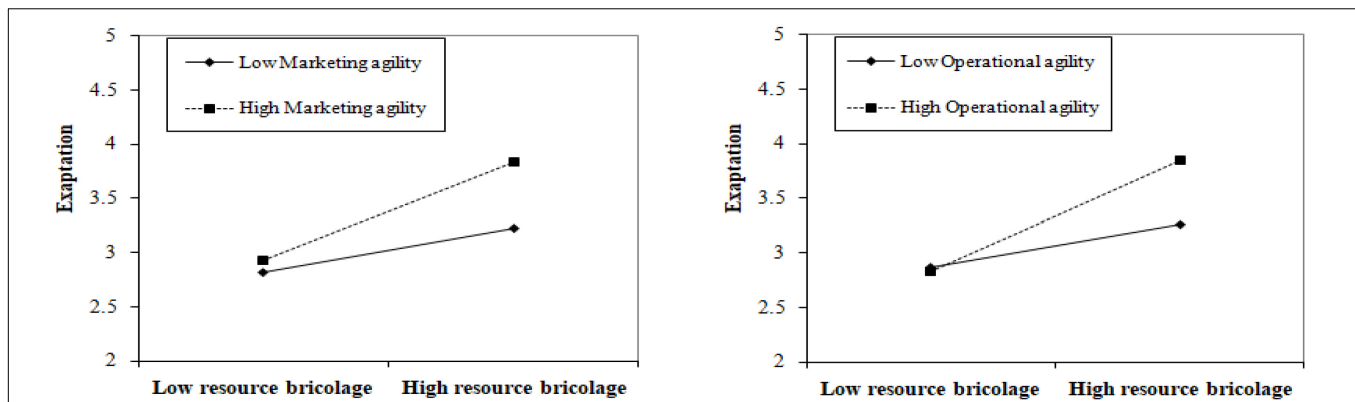 5
4.5
4
3.5
3
2.5
2
Exaptation
Low Marketing agility
High Marketing agility
Low resource bricolage
High resource bricolage
5
4.5
4
3.5
3
2.5
2
Exaptation
Low Operational agility
High Operational agility
Low resource bricolage
High resource bricolage